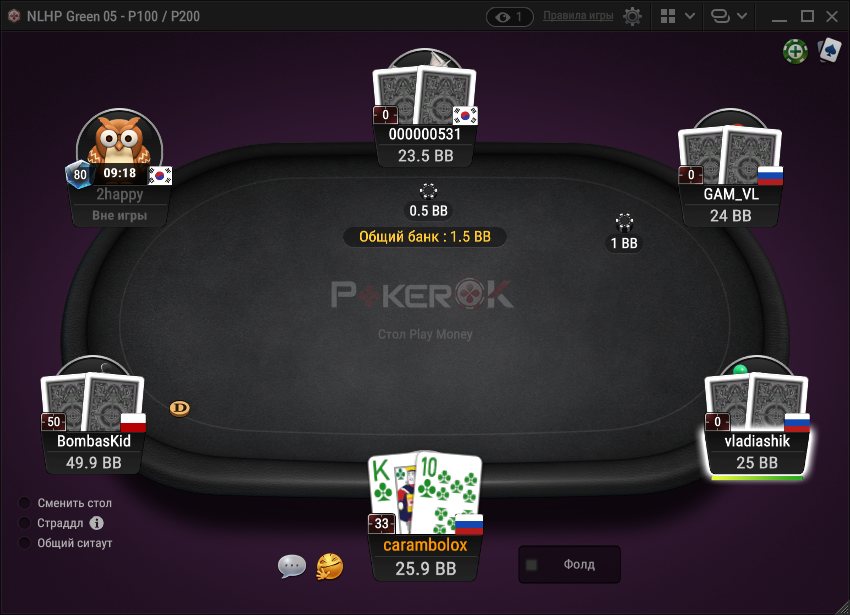 NLHP Green 05 - P100 / P200
1
Правила игры
0
000000531
23.5 BB
80
09:18
2happy
Вне игры
0
GAM_VL
24 BB
0.5 BB
Общий банк : 1.5 BB
1 BB
POKEROK
Стол Play Money
50
BombasKid
49.9 BB
D
0
vladiashik
25 BB
K
10
33
carambolox
25.9 BB
Сменить стол
Страддл i
Общий ситаут
Фолд